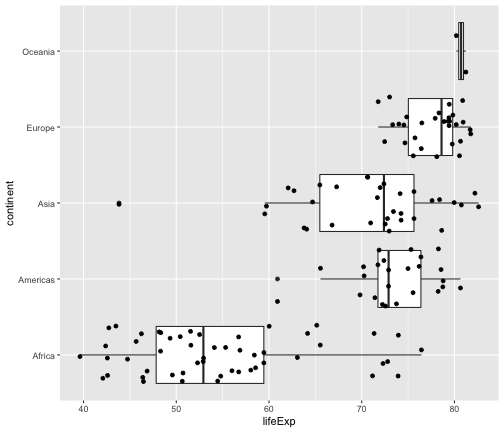 Oceania
Europe
Asia
Americas
Africa
continent
40 50 60 70 80
lifeExp